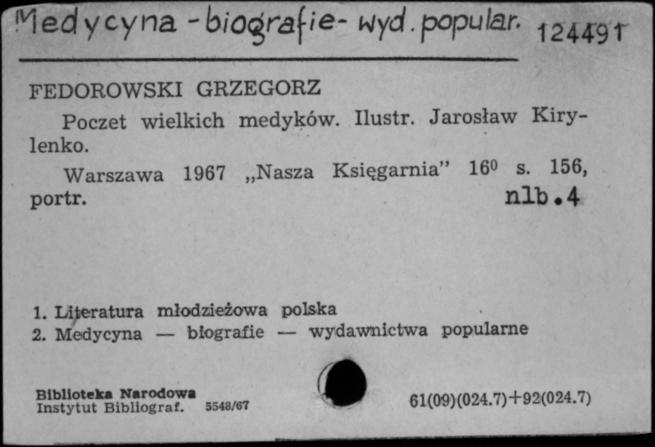 Medycyna - biografie - wyd. popular. 124491
FEDOROWSKI GRZEGORZ
Poczet wielkich medyków. Ilustr. Jarosław Kiry-
lenko.
Warszawa 1967 „Nasza Księgarnia” 16⁰ s. 156,
portr. nlb.4
1. Literatura młodzieżowa polska
2. Medycyna — biografie — wydawnictwa popularne
Biblioteka Narodowa
Instytut Bibliograf. 5548/67 61(09)(024.7)+92(024.7)